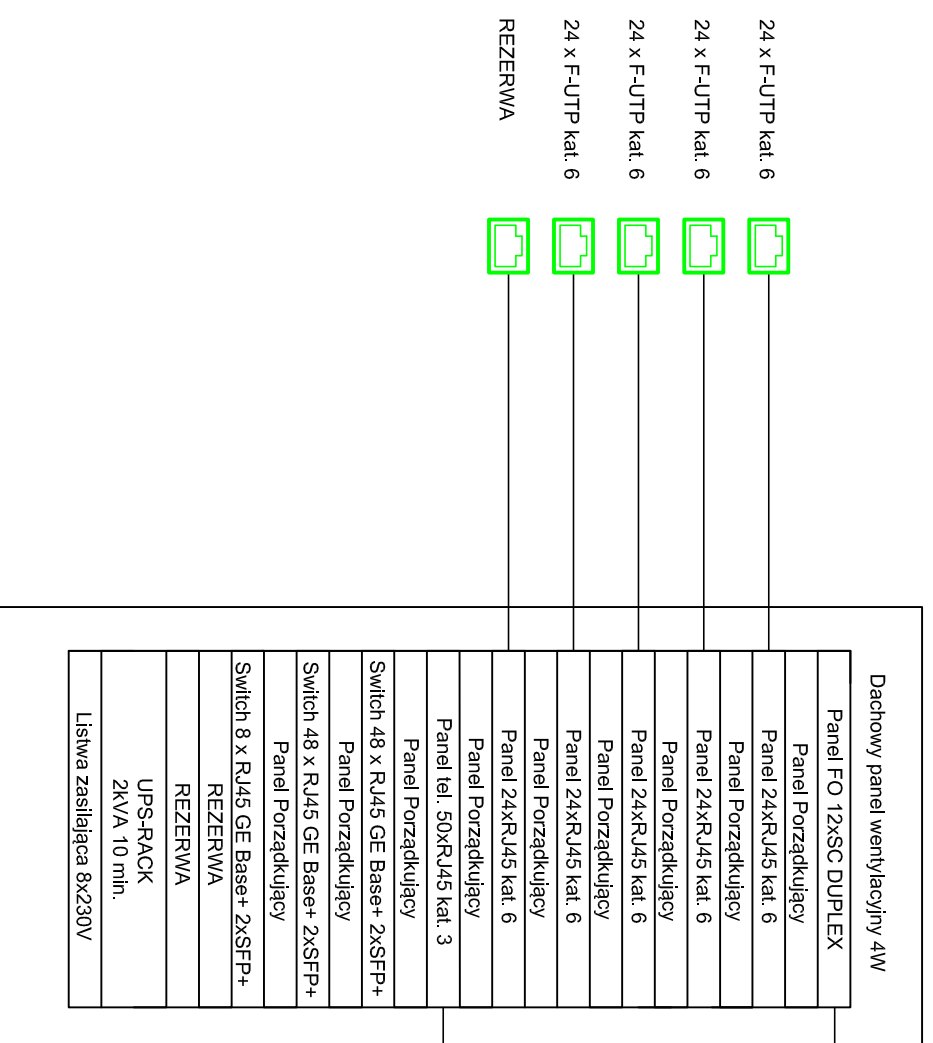 Dachowy panel wentylacyjny 4W
Panel FO 12xSC DUPLEX
Panel Porządkujący
24 x F-UTP kat. 6
Panel 24xRJ45 kat. 6
Panel Porządkujący
24 x F-UTP kat. 6
Panel 24xRJ45 kat. 6
Panel Porządkujący
24 x F-UTP kat. 6
Panel 24xRJ45 kat. 6
Panel Porządkujący
24 x F-UTP kat. 6
Panel 24xRJ45 kat. 6
Panel Porządkujący
REZERWA
Panel 24xRJ45 kat. 6
Panel Porządkujący
Panel tel. 50xRJ45 kat. 3
Panel Porządkujący
Switch 48 x RJ45 GE Base+ 2xSFP+
Panel Porządkujący
Switch 48 x RJ45 GE Base+ 2xSFP+
Panel Porządkujący
Switch 8 x RJ45 GE Base+ 2xSFP+
REZERWA
REZERWA
UPS-RACK
2kVA 10 min.
Listwa zasilająca 8x230V